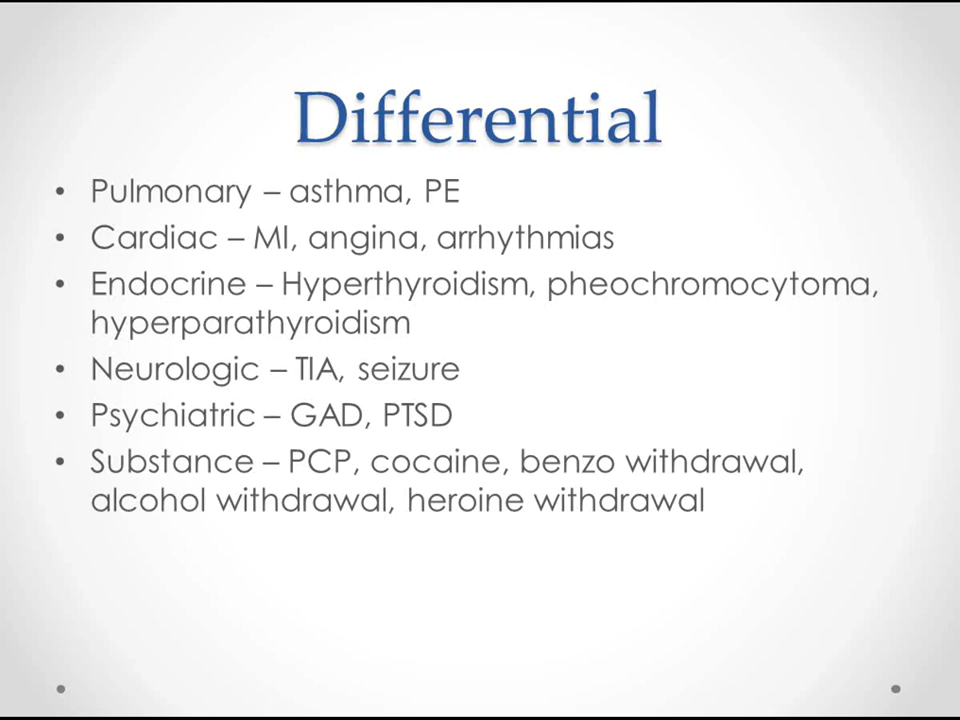 Differential
• Pulmonary – asthma, PE
• Cardiac – MI, angina, arrhythmias
• Endocrine – Hyperthyroidism, pheochromocytoma,
hyperparathyroidism
• Neurologic – TIA, seizure
• Psychiatric – GAD, PTSD
• Substance – PCP, cocaine, benzo withdrawal,
alcohol withdrawal, heroine withdrawal